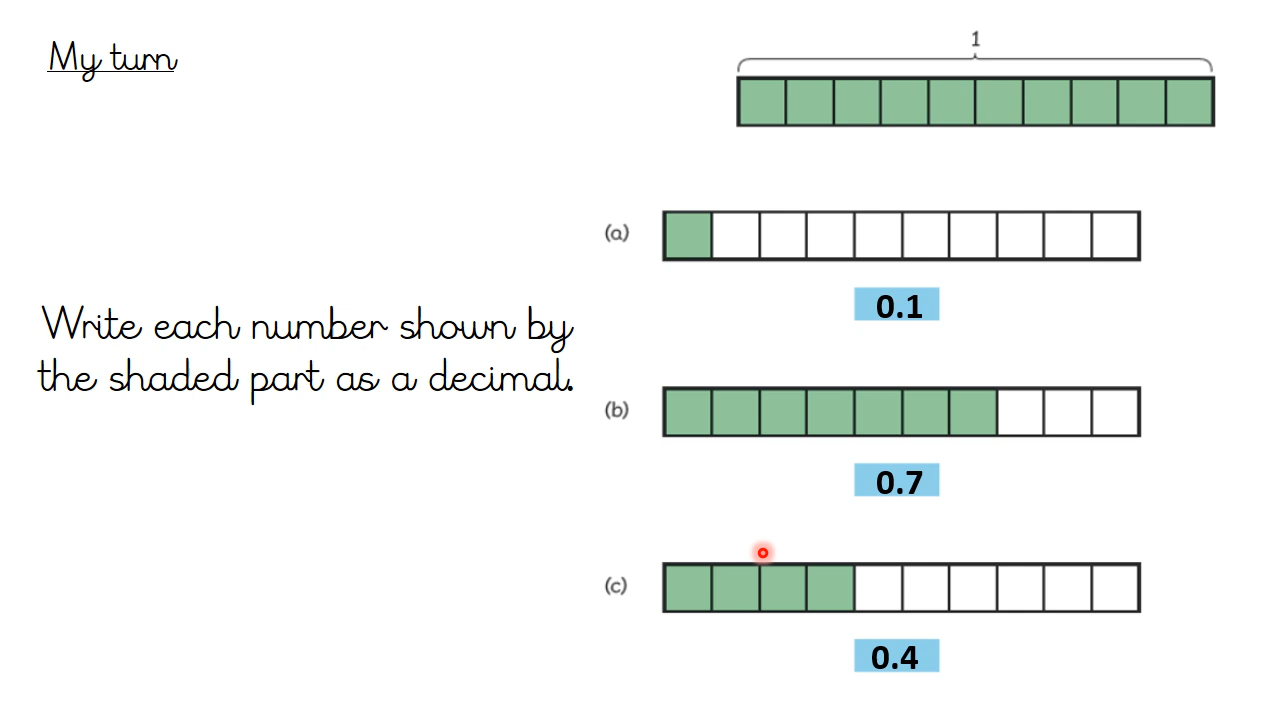 My turn
1
(a)
0.1
Write each number shown by
the shaded part as a decimal.
(b)
0.7
(c)
0.4